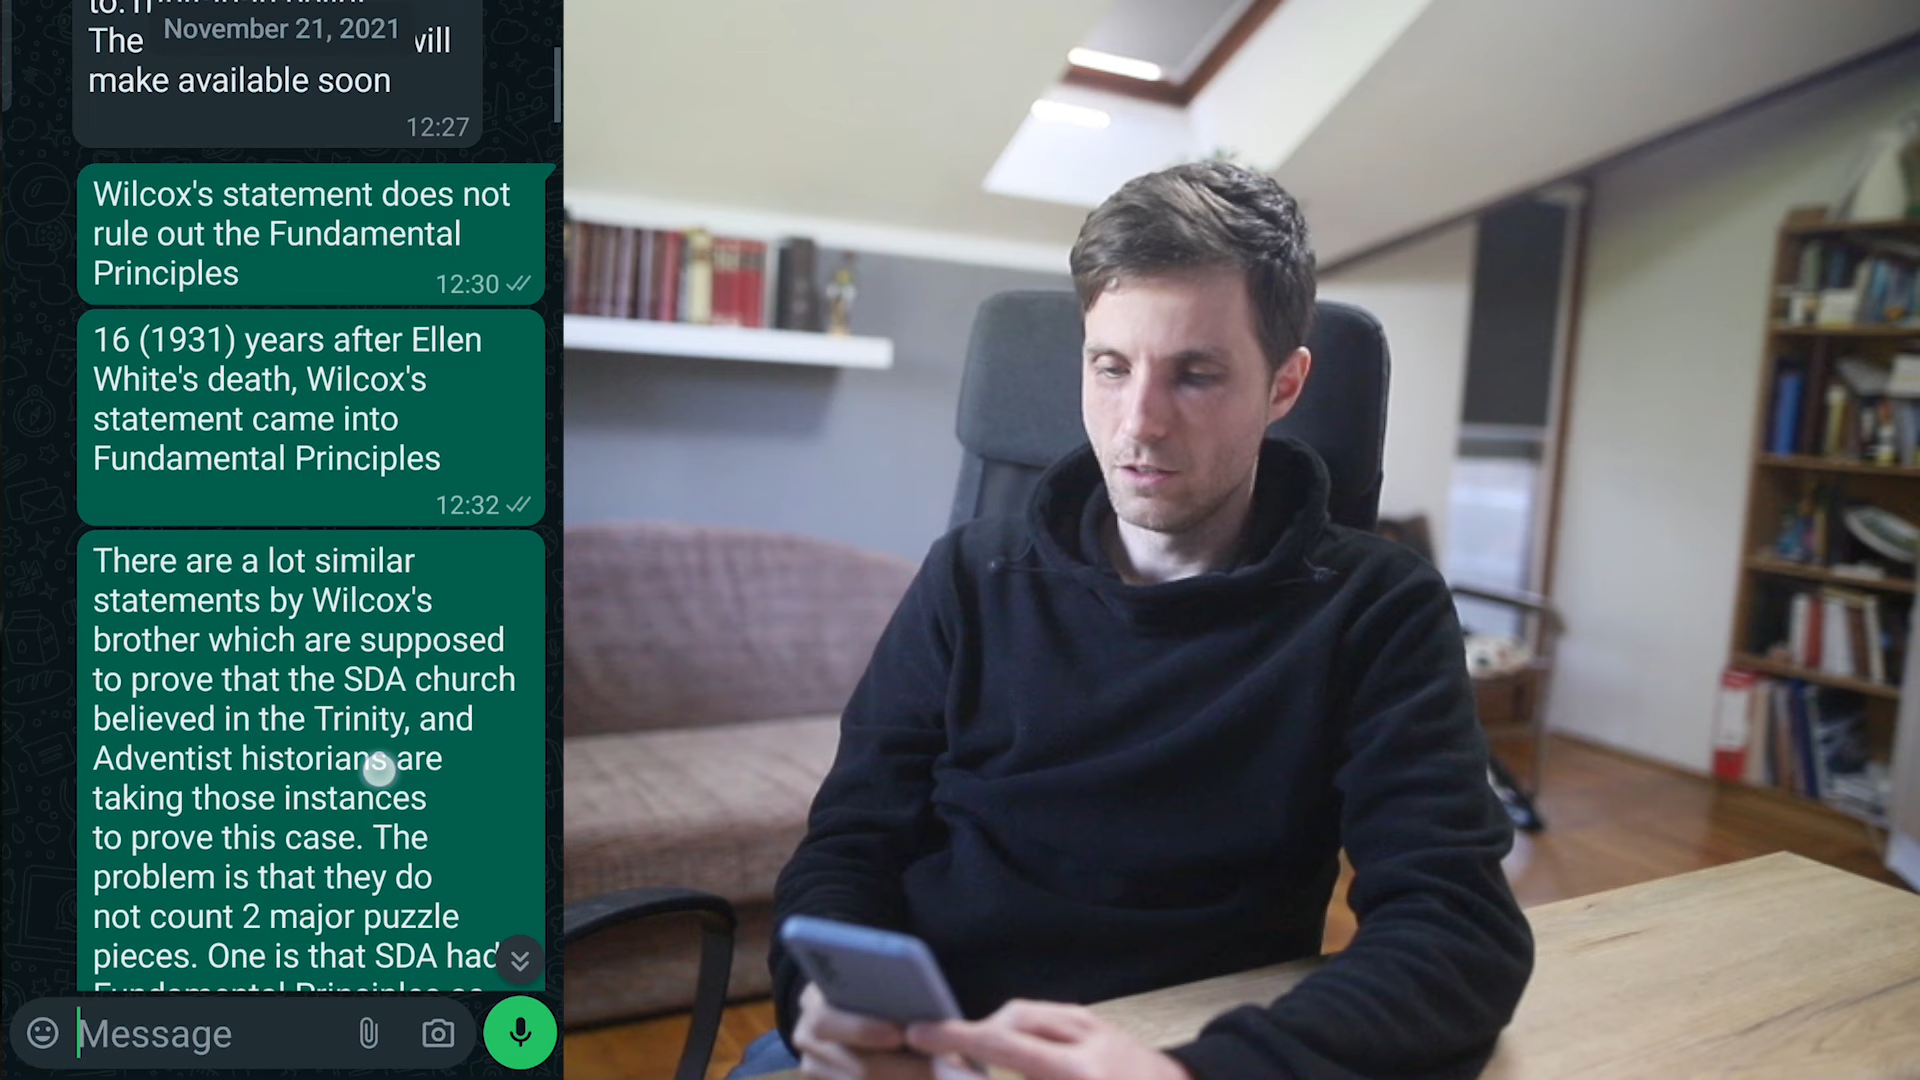 November 21, 2021
The will
make available soon
12:27
Wilcox's statement does not
rule out the Fundamental
Principles
12:30
16 (1931) years after Ellen
White's death, Wilcox's
statement came into
Fundamental Principles
12:32
There are a lot similar
statements by Wilcox's
brother which are supposed
to prove that the SDA church
believed in the Trinity, and
Adventist historians are
taking those instances
to prove this case. The
problem is that they do
not count 2 major puzzle
pieces. One is that SDA had
Fundamental Principles as
Message